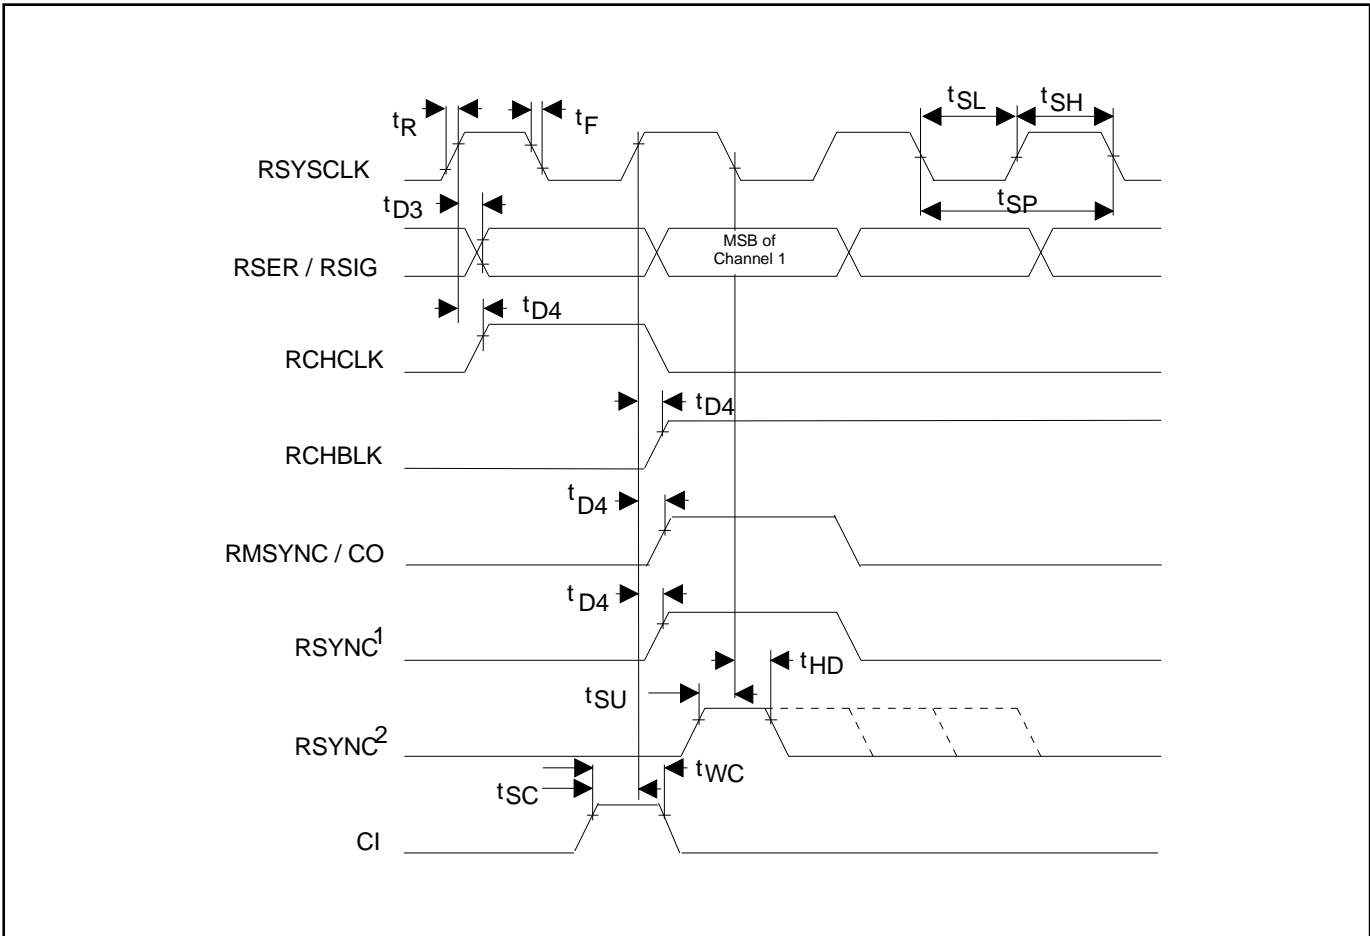 tSL tSH
tR tF
RSYSCLK
tD3 tSP
MSB of
Channel 1
RSER / RSIG
tD4
RCHCLK
tD4
RCHBLK
tD4
RMSYNC / CO
tD4
RSYNC1
tHD
tSU
RSYNC2
tWC
tSC
CI